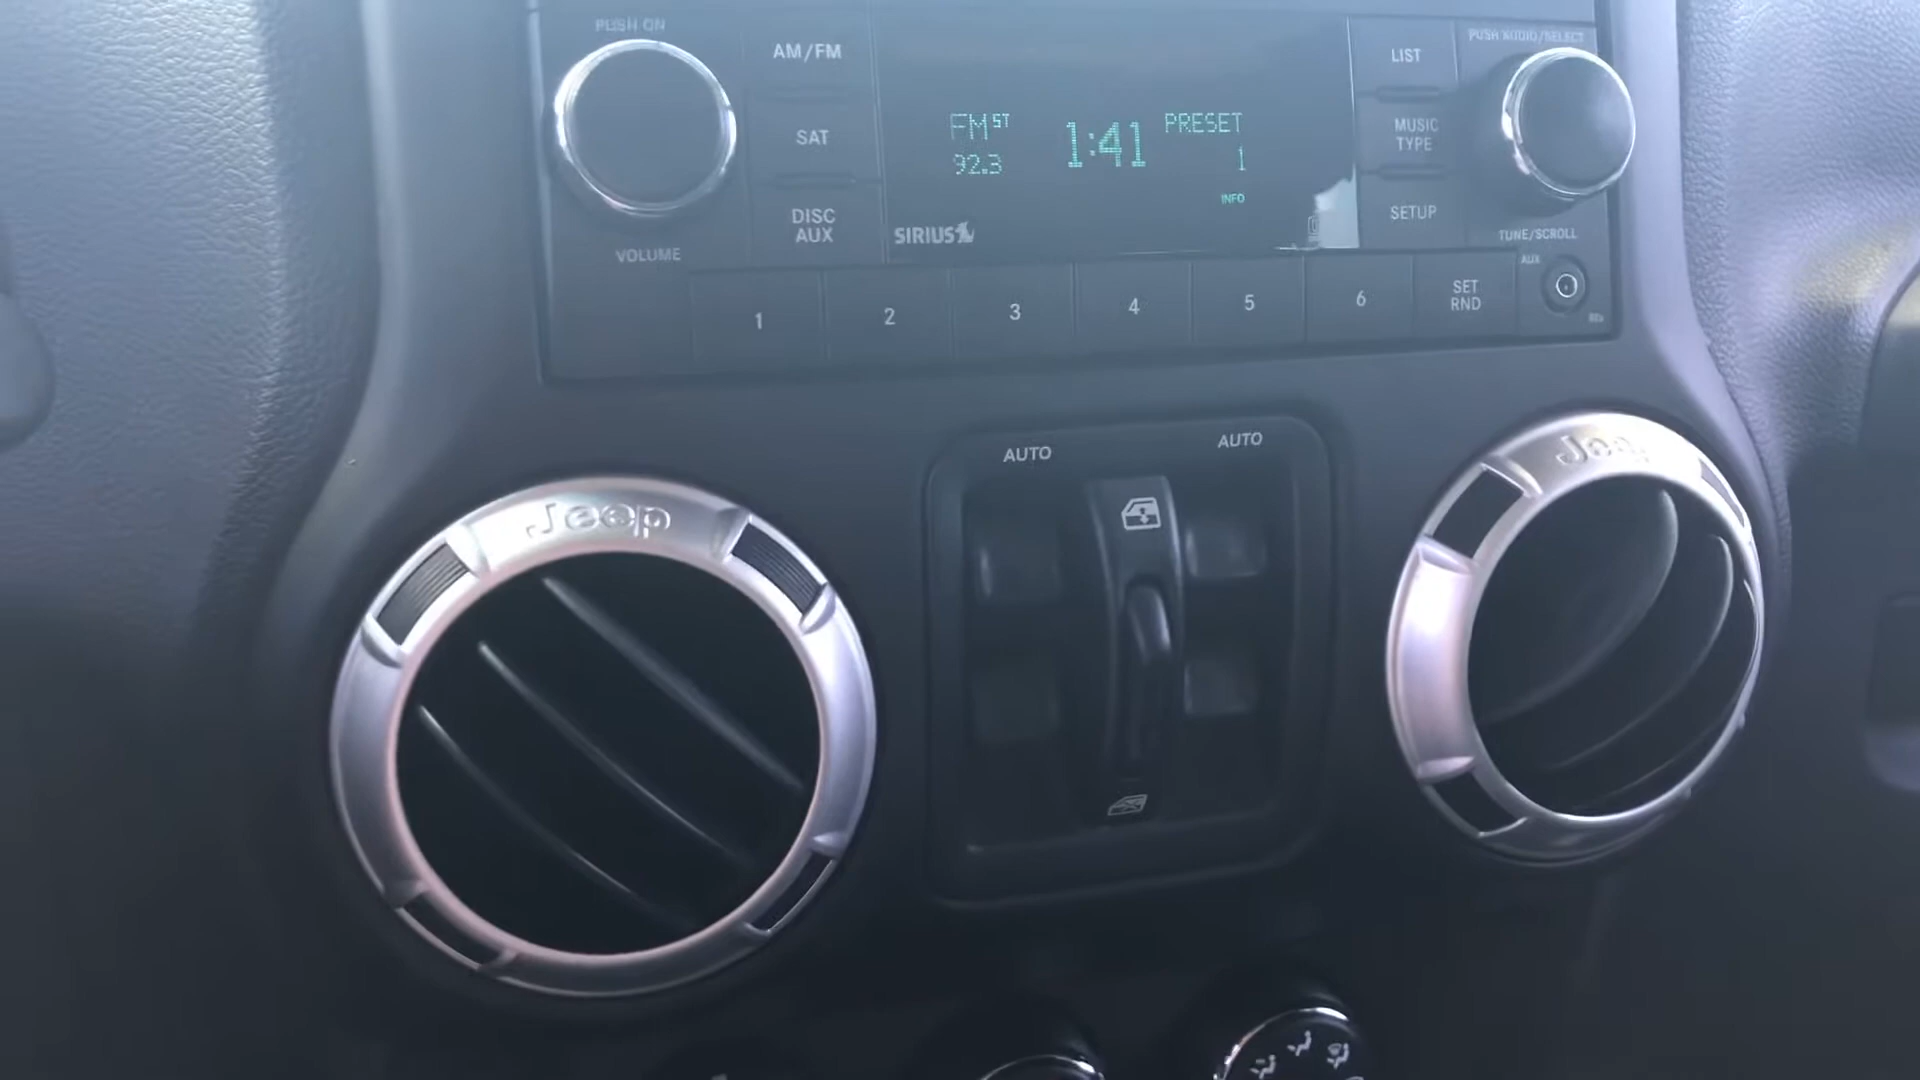 PUSH ON
AM/FM
SAT
DISC
AUX
VOLUME
FM ST
92.3
1:41
PRESET
1
INFO
SIRIUS
LIST
MUSIC
TYPE
SETUP
PUSH AUDIO/SELECT
TUNE/SCROLL
AUX
1
2
3
4
5
6
SET
RND
AUTO
AUTO
Jeep
Jeep